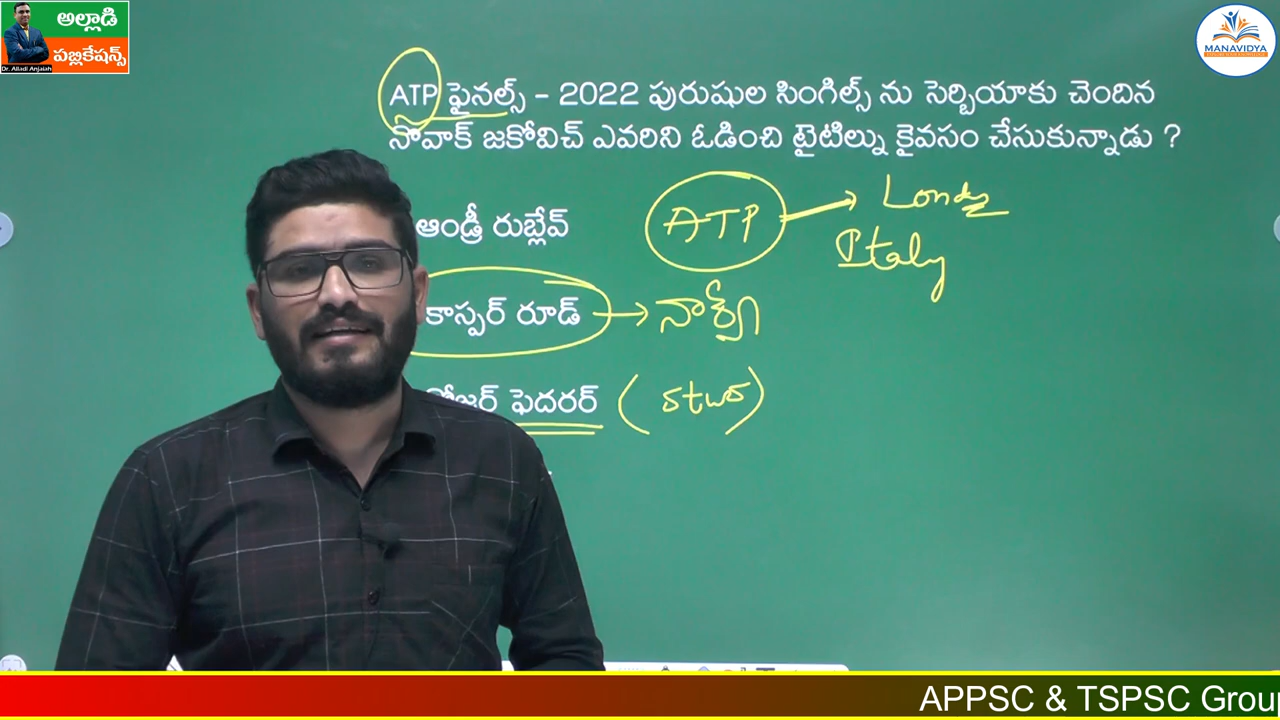 అల్లాడి
పబ్లికేషన్స్
Dr. Alladi Anjaiah
MANAVIDYA
ATP ఫైనల్స్ – 2022 పురుషుల సింగిల్స్ ను సెర్బియాకు చెందిన
నొవాక్ జకోవిచ్ ఎవరిని ఓడించి టైటిల్ను కైవసం చేసుకున్నాడు ?
ఆండ్రీ రుబ్లేవ్
ATP
Italy
కాస్పర్ రూడ్
నార్వే
రోజర్ ఫెదరర్
APPSC & TSPSC Grou